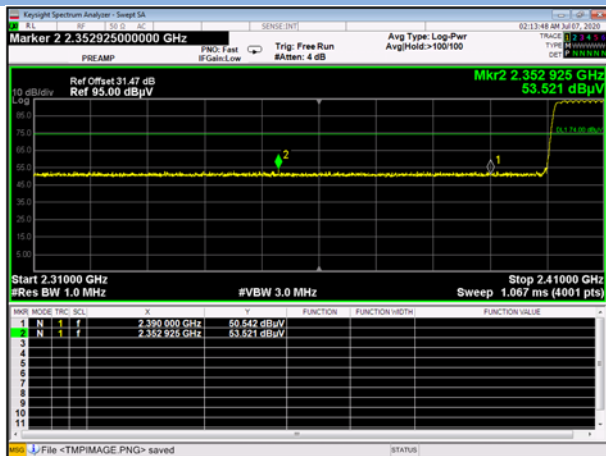 Keysight Spectrum Analyzer - Swept SA
RL RF 50 Ω AC SENSE:INT 02:13:48 AM Jul 07, 2020
Marker 2 2.352925000000 GHz
PREAMP
PNO: Fast
IFGain:Low
Trig: Free Run
#Atten: 4 dB
Avg Type: Log-Pwr
Avg|Hold:>100/100
TRACE 1 2 3 4 5 6
TYPE M W W W W W
DET P N N N N N
Mkr2 2.352 925 GHz
53.521 dBµV
Ref Offset 31.47 dB
10 dB/div Ref 95.00 dBµV
Log
85.0
75.0
DL1 74.00 dBµV
65.0
55.0
2
1
45.0
35.0
25.0
15.0
5.00
Start 2.31000 GHz Stop 2.41000 GHz
#Res BW 1.0 MHz #VBW 3.0 MHz Sweep 1.067 ms (4001 pts)
MKR MODE TRC SCL X Y FUNCTION FUNCTION WIDTH FUNCTION VALUE
1 N 1 f 2.390 000 GHz 50.542 dBµV
2 N 1 f 2.352 925 GHz 53.521 dBµV
3
4
5
6
7
8
9
10
11
MSG File <TMPIMAGE.PNG> saved STATUS